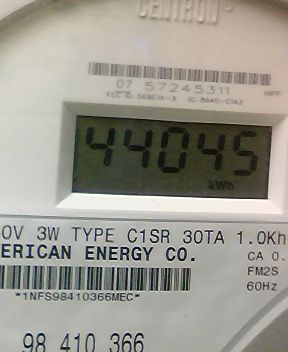 CENTRON®
07 57245311
44045
kWh
0V 3W TYPE C1SR 30TA 1.0Kh
ERICAN ENERGY CO.
CA 0.
FM2S
60Hz
*1NFS98410366MEC*
98 410 366